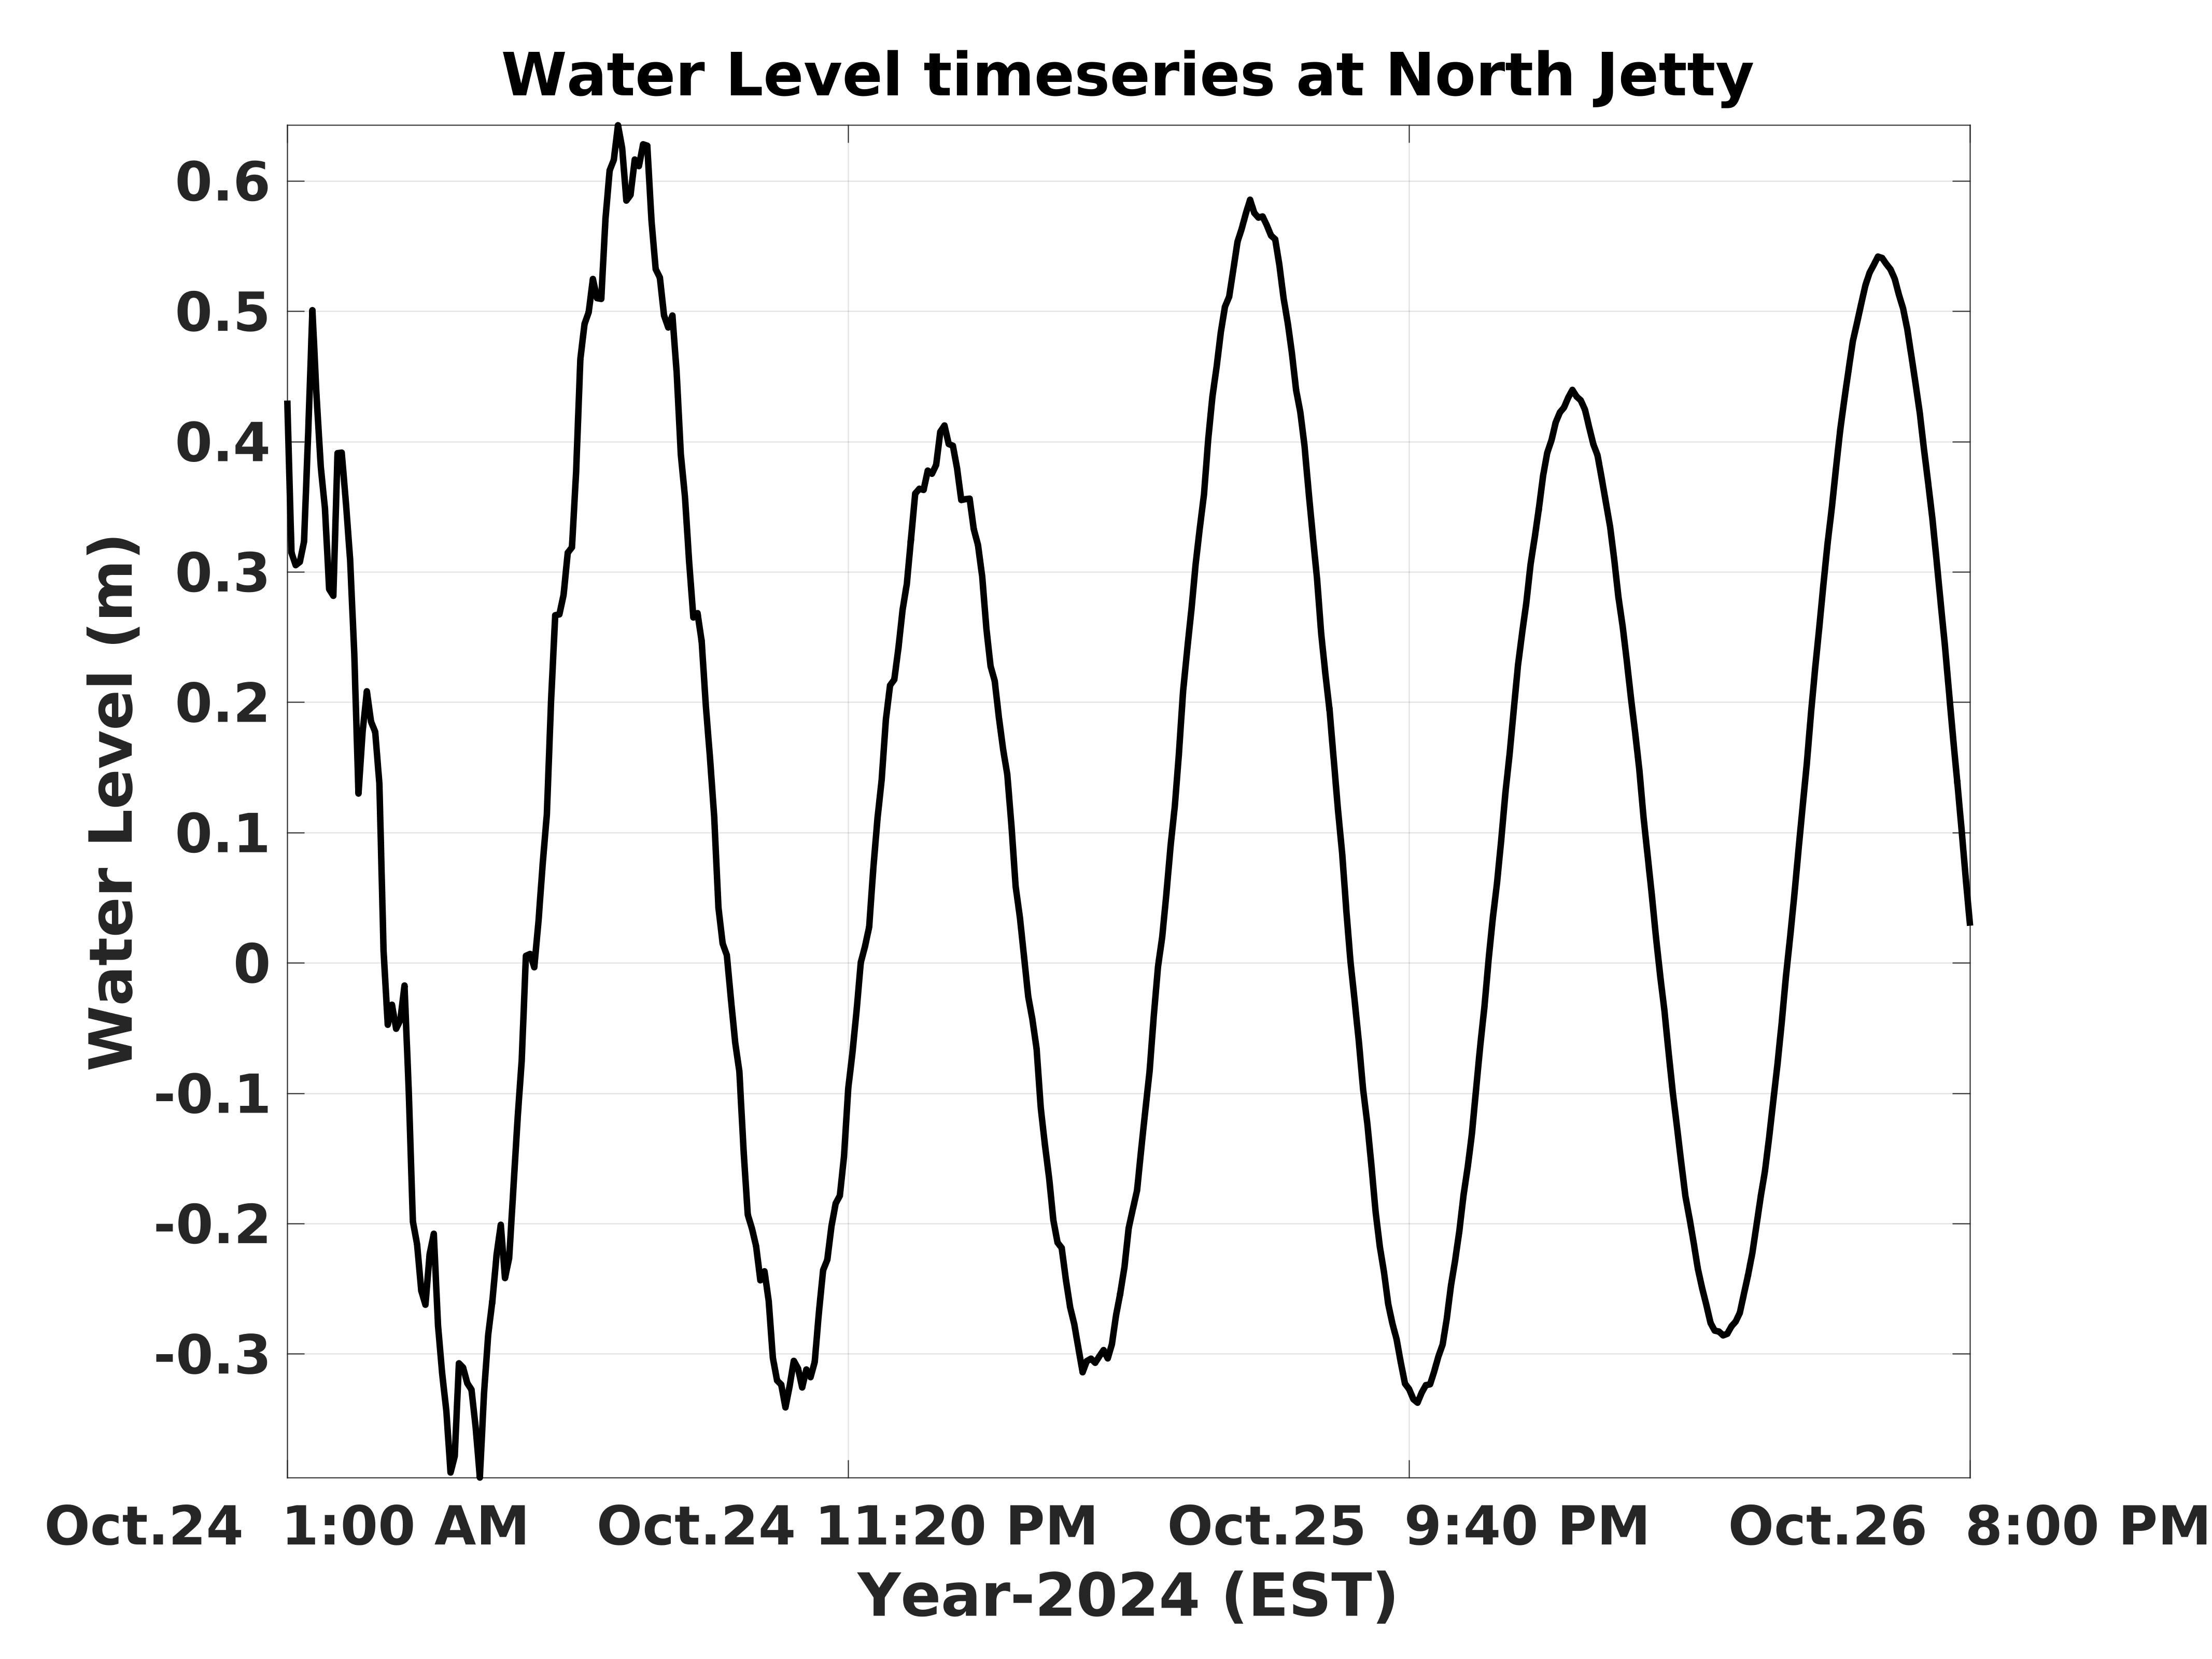 Water Level timeseries at North Jetty
0.6
0.5
0.4
0.3
0.2
0.1
0
-0.1
-0.2
-0.3
Water Level (m)
Oct.24 1:00 AM Oct.24 11:20 PM Oct.25 9:40 PM Oct.26 8:00 PM
Year-2024 (EST)